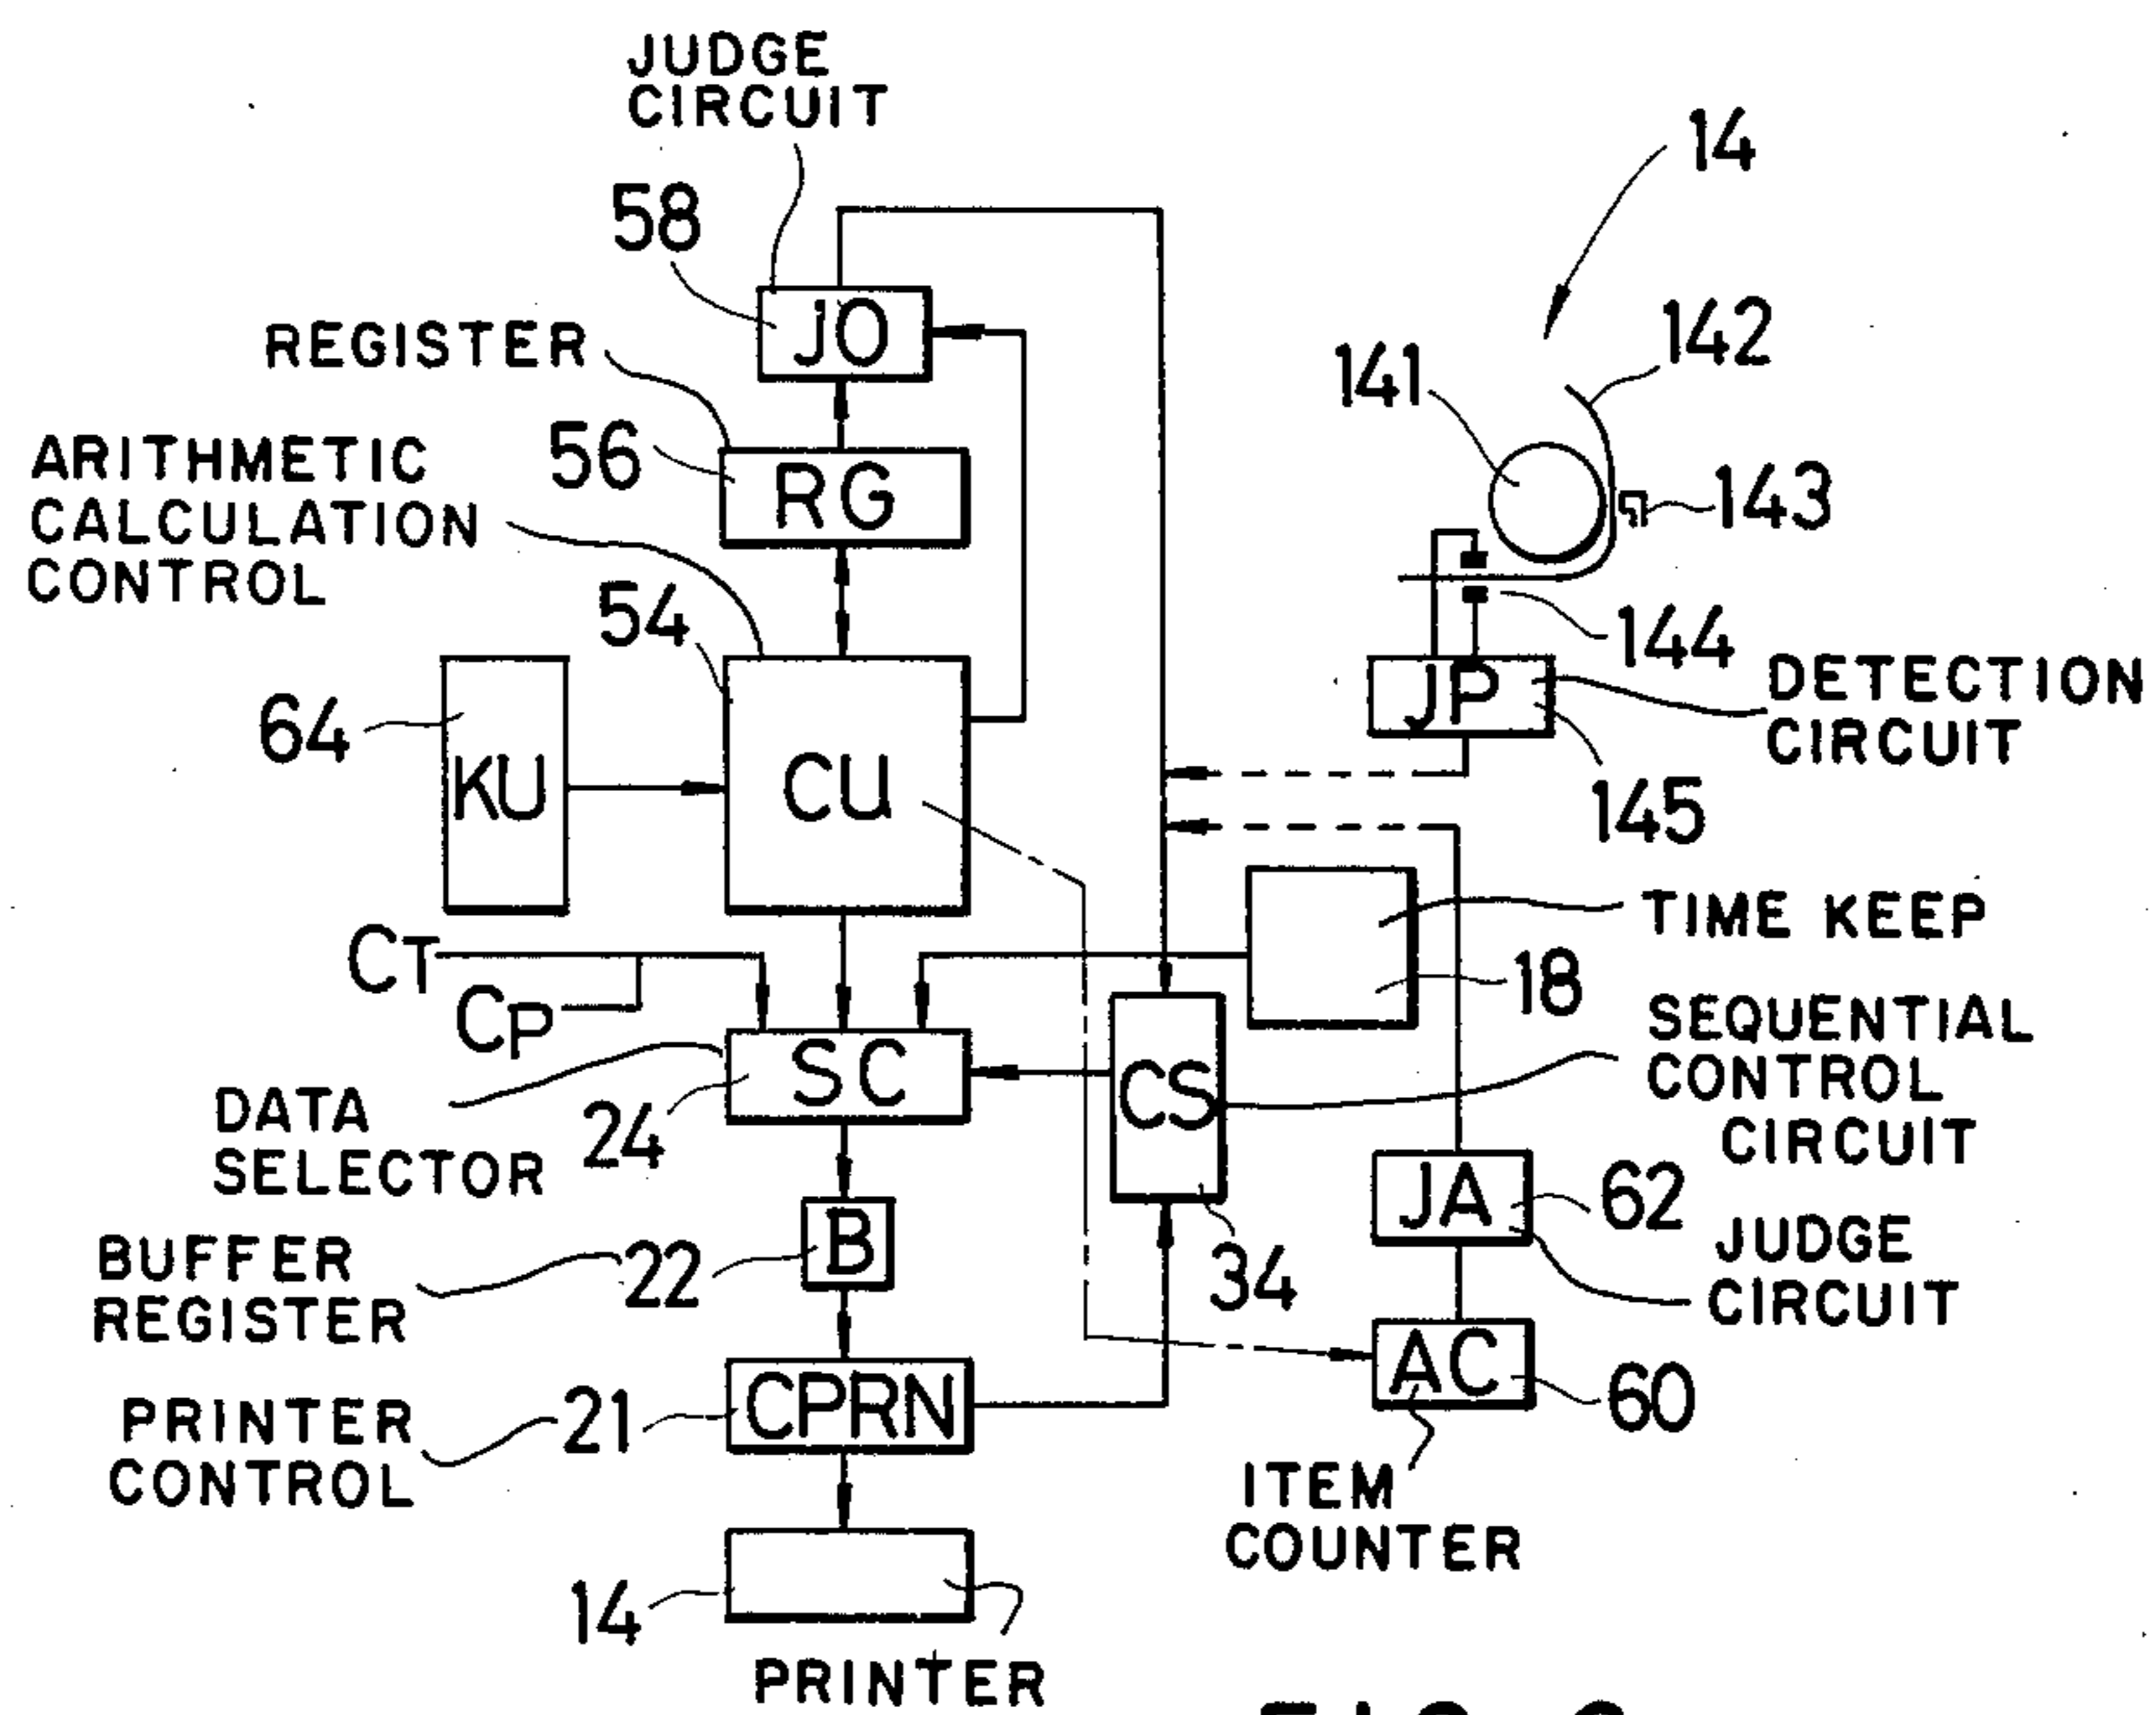 JUDGE
CIRCUIT
14
58
JO
142
141
REGISTER
ARITHMETIC
CALCULATION
CONTROL
56
RG
143
54
144
64
KU
CU
JP
DETECTION
CIRCUIT
145
CT
CP
TIME KEEP
18
SC
CS
SEQUENTIAL
CONTROL
CIRCUIT
DATA
SELECTOR
24
JA
62
JUDGE
CIRCUIT
BUFFER
REGISTER
22
B
34
AC
60
PRINTER
CONTROL
21
CPRN
ITEM
COUNTER
14
PRINTER